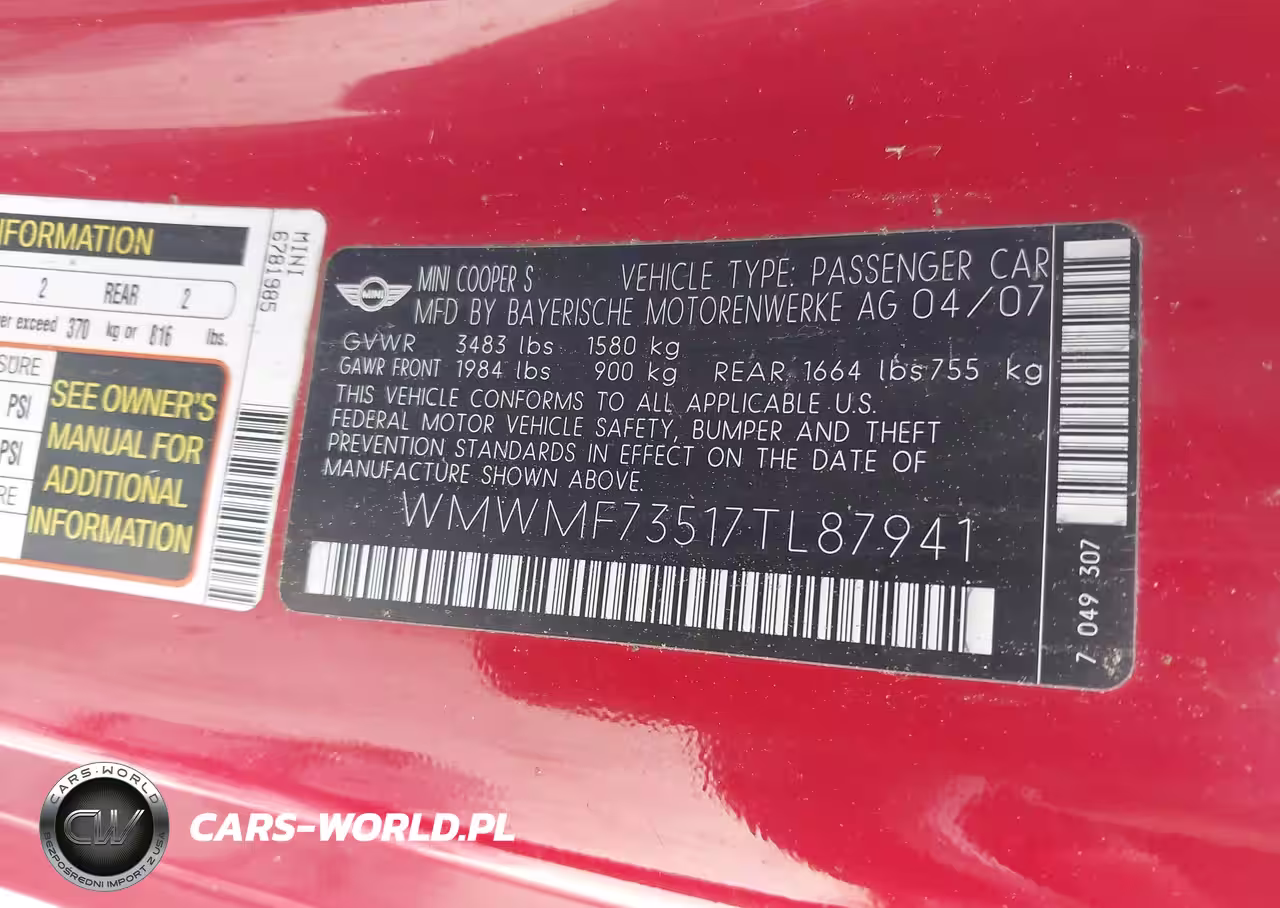 INFORMATION
2 REAR 2
er exceed 370 kg or 816 lbs.
SURE
PSI
PSI
RE
SEE OWNER'S
MANUAL FOR
ADDITIONAL
INFORMATION
MINI
6781985
MINI
MINI COOPER S VEHICLE TYPE: PASSENGER CAR
MFD BY BAYERISCHE MOTORENWERKE AG 04/07
GVWR 3483 lbs 1580 kg
GAWR FRONT 1984 lbs 900 kg REAR 1664 lbs 755 kg
THIS VEHICLE CONFORMS TO ALL APPLICABLE U.S.
FEDERAL MOTOR VEHICLE SAFETY, BUMPER AND THEFT
PREVENTION STANDARDS IN EFFECT ON THE DATE OF
MANUFACTURE SHOWN ABOVE.
WMWMF73517TL87941
7 049 307
CARS-WORLD
CW
BEZPOŚREDNI IMPORT Z USA
CARS-WORLD.PL